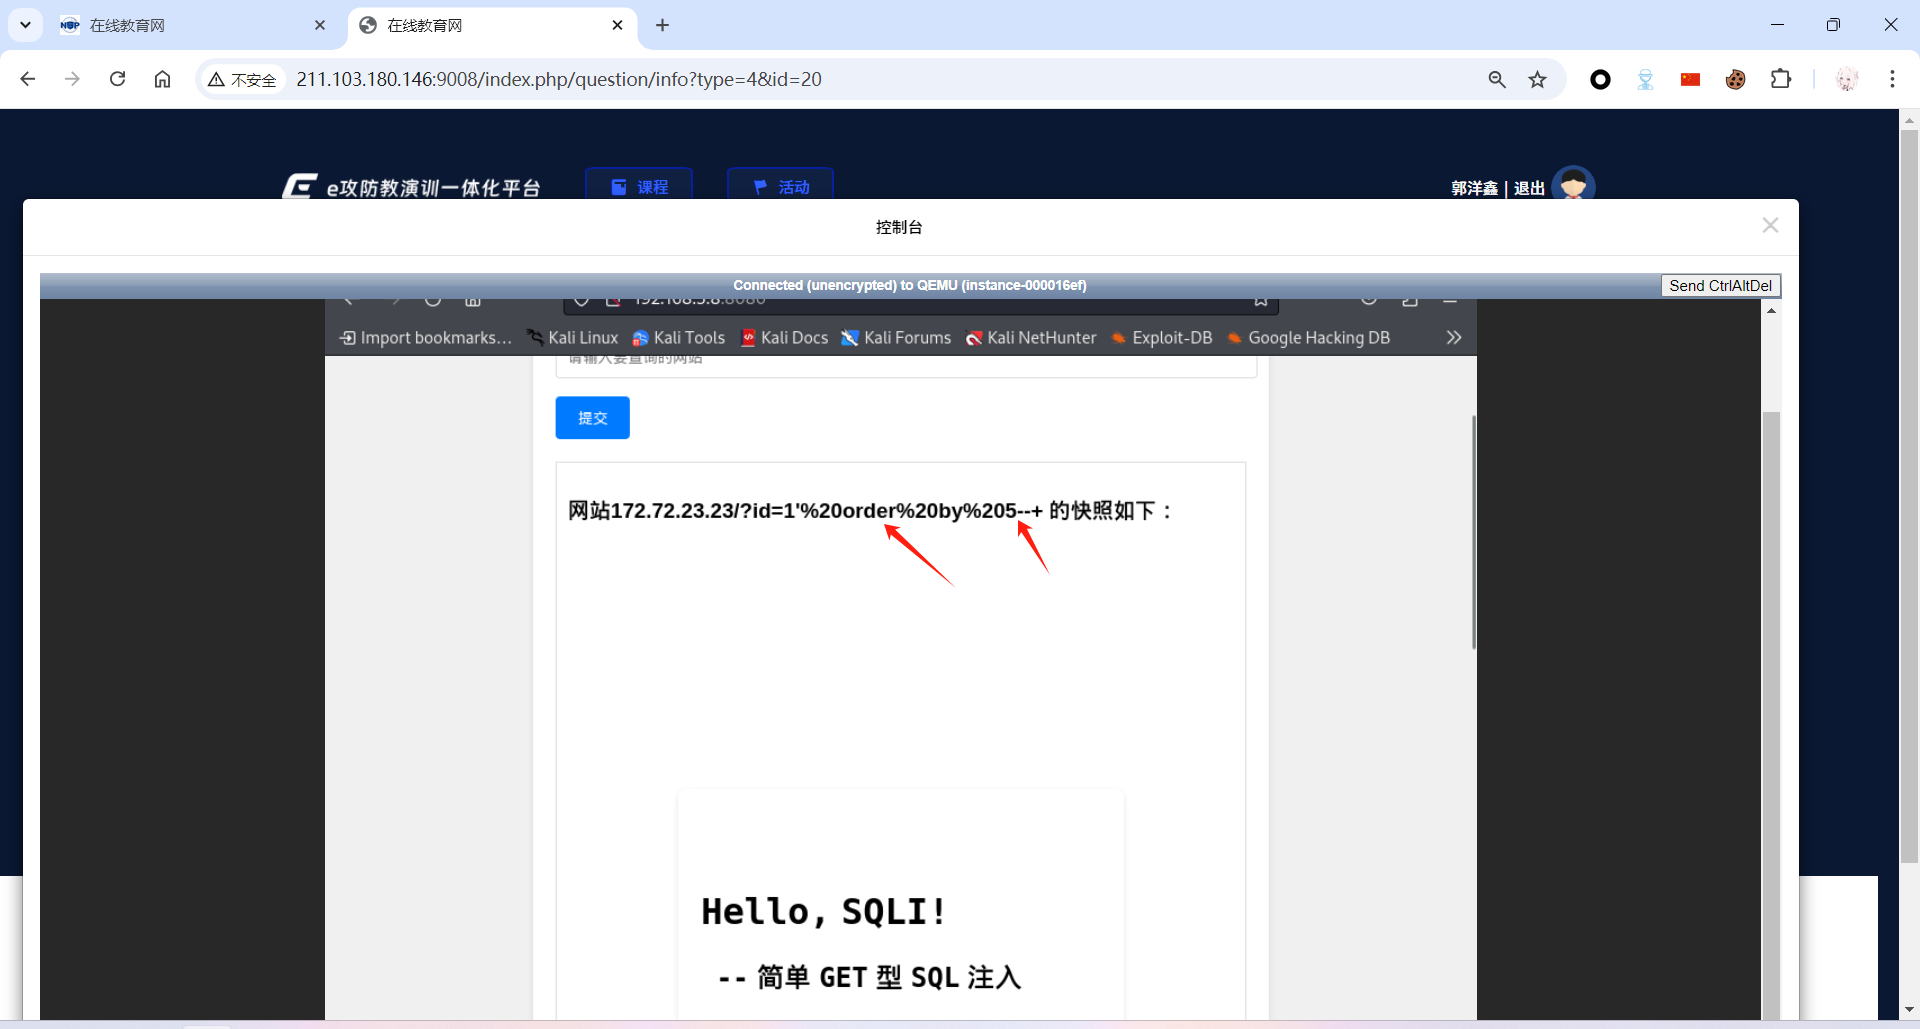 在线教育网
在线教育网
不安全
211.103.180.146:9008/index.php/question/info?type=4&id=20
e攻防教演训一体化平台
课程
活动
郭洋鑫 | 退出
控制台
Connected (unencrypted) to QEMU (instance-000016ef)
Send CtrlAltDel
192.168.5.8:8080
Import bookmarks...
Kali Linux
Kali Tools
Kali Docs
Kali Forums
Kali NetHunter
Exploit-DB
Google Hacking DB
请输入要查询的网站
提交
网站172.72.23.23/?id=1'%20order%20by%205--+ 的快照如下：
Hello, SQLI!
-- 简单 GET 型 SQL 注入